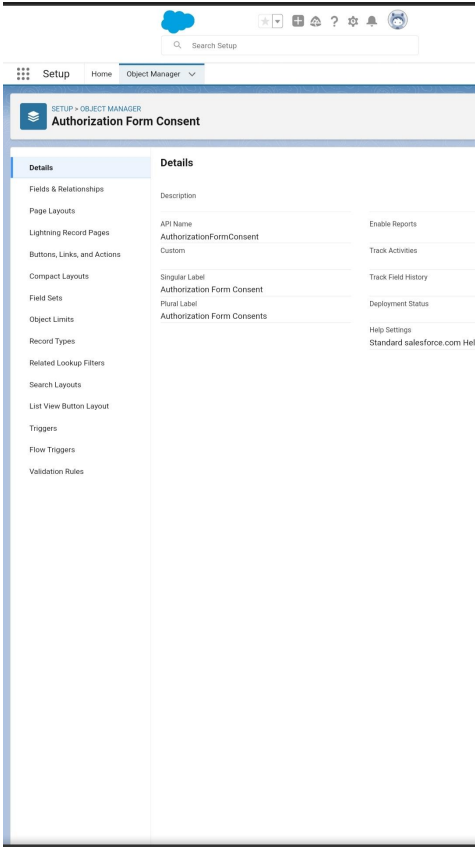 Search Setup
Setup
Home
Object Manager
SETUP > OBJECT MANAGER
Authorization Form Consent
Details
Fields & Relationships
Page Layouts
Lightning Record Pages
Buttons, Links, and Actions
Compact Layouts
Field Sets
Object Limits
Record Types
Related Lookup Filters
Search Layouts
List View Button Layout
Triggers
Flow Triggers
Validation Rules
Details
Description
API Name
AuthorizationFormConsent
Custom
Singular Label
Authorization Form Consent
Plural Label
Authorization Form Consents
Enable Reports
Track Activities
Track Field History
Deployment Status
Help Settings
Standard salesforce.com Hel